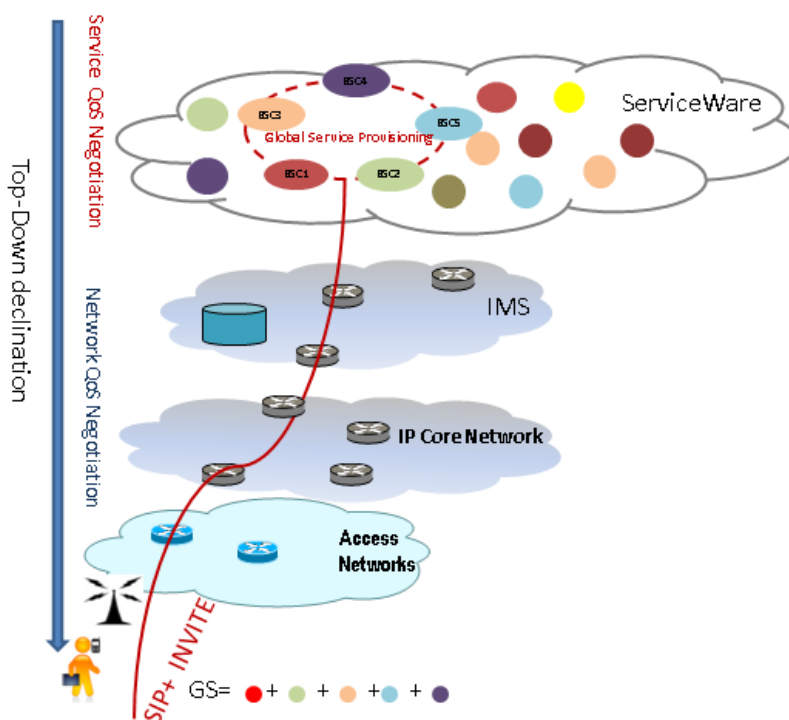 Service QoS Negotiation
Top-Down declination
Network QoS Negotiation
BSC4
BSC3
BSC5
Global Service Provisioning
BSC1
BSC2
ServiceWare
IMS
IP Core Network
Access
Networks
SIP+ INVITE
GS= + + + +